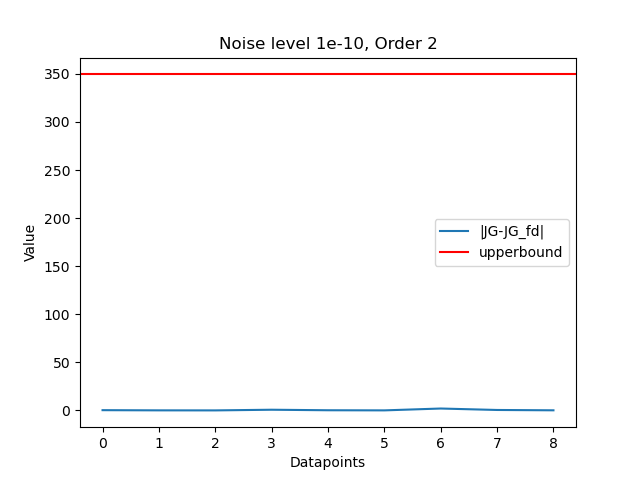 Noise level 1e-10, Order 2
Value
350
300
250
200
150
100
50
0
|JG-JG_fd|
upperbound
0 1 2 3 4 5 6 7 8
Datapoints